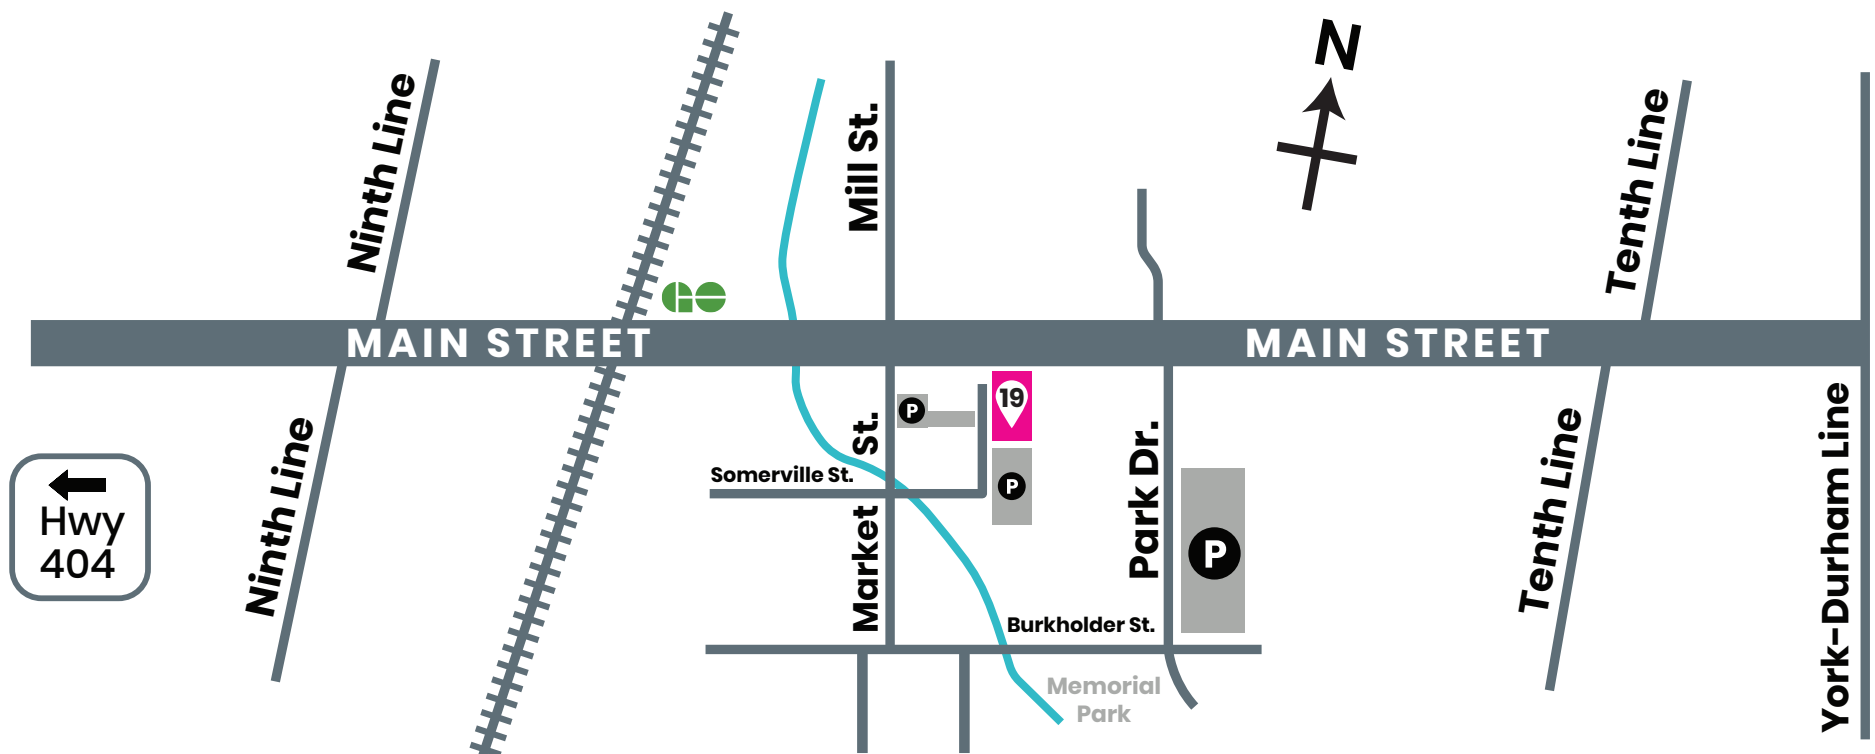 N
Ninth Line
Mill St.
Tenth Line
GO
MAIN STREET
MAIN STREET
19
P
Market St.
Somerville St.
P
Park Dr.
P
Ninth Line
Tenth Line
York-Durham Line
Hwy
404
Burkholder St.
Memorial
Park